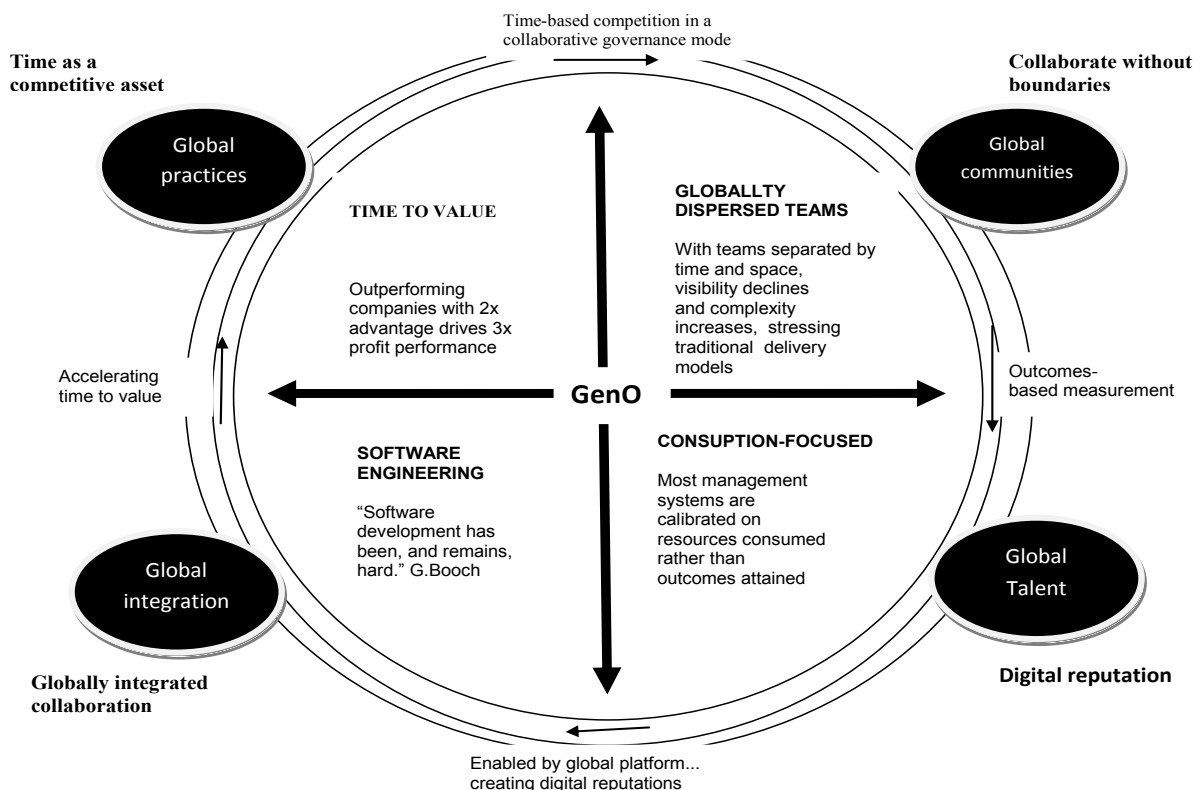 Time-based competition in a
collaborative governance mode
Time as a
competitive asset
Collaborate without
boundaries
Global
practices
Global
communities
TIME TO VALUE
Outperforming
companies with 2x
advantage drives 3x
profit performance
GLOBALLTY
DISPERSED TEAMS
With teams separated by
time and space,
visibility declines
and complexity
increases, stressing
traditional delivery
models
Accelerating
time to value
GenO
Outcomes-
based measurement
SOFTWARE
ENGINEERING
“Software
development has
been, and remains,
hard.” G.Booch
CONSUPTION-FOCUSED
Most management
systems are
calibrated on
resources consumed
rather than
outcomes attained
Global
integration
Global
Talent
Globally integrated
collaboration
Digital reputation
Enabled by global platform...
creating digital reputations